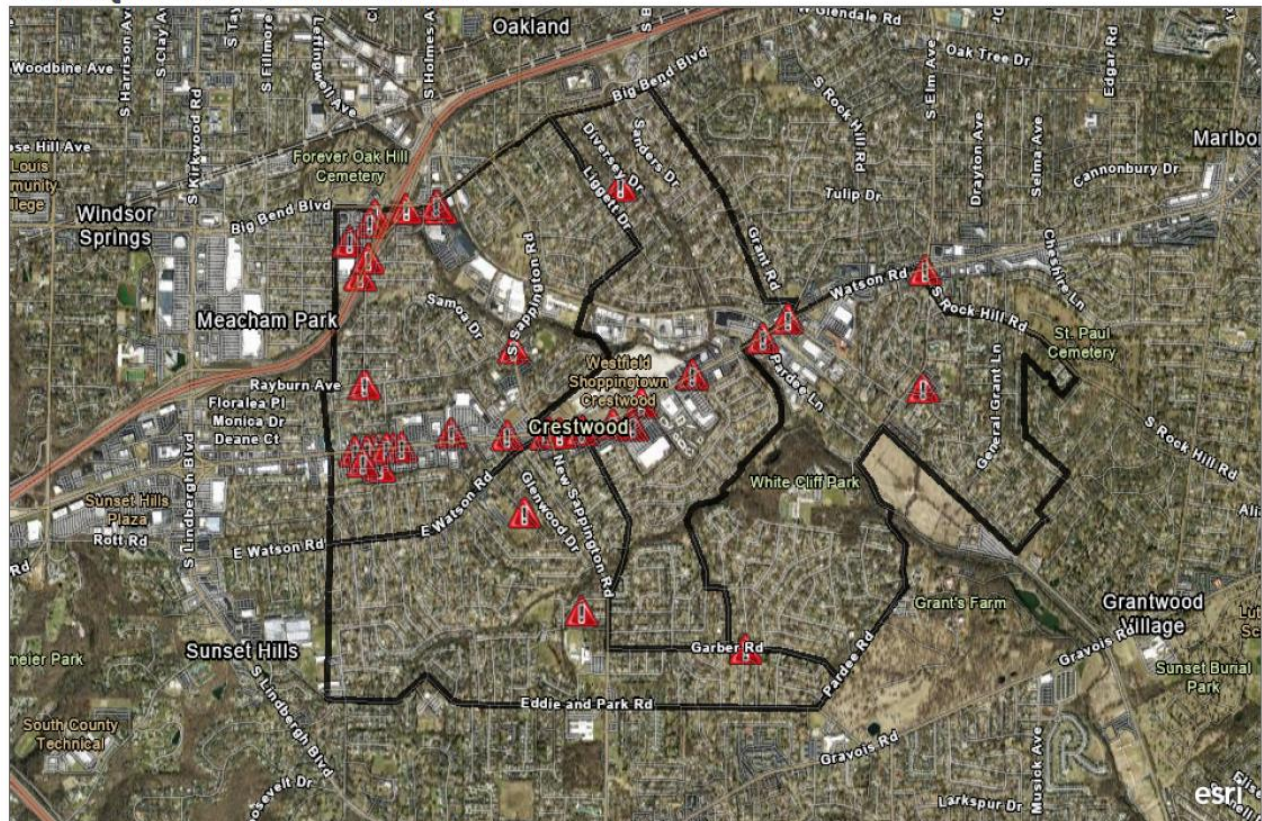 W Glendale Rd
Oakland
S Holmes Ave
Leffingwell Ave
S Fillmore
S Clay Av
S Harrison Ave
Woodbine Ave
Oak Tree Dr
S Elm Ave
Edgar Rd
Big Bend Blvd
S Rock Hill Rd
S Kirkwood Rd
Forever Oak Hill
Cemetery
Sanders Dr
Diversey Dr
Liggett Dr
Drayton Ave
Salma Ave
Marlbo
Cannonbury Dr
Tulip Dr
Windsor
Springs
Big Bend Blvd
Grant Rd
Cheshire Ln
Watson Rd
S Rock Hill Rd
S Sappington Rd
Samoa Dr
Meacham Park
St. Paul
Cemetery
Westfield
Shoppingtown
Crestwood
Pardee Ln
Rayburn Ave
Floralea Pl
Monica Dr
Deane Ct
General Grant Ln
Crestwood
S Rock Hill Rd
S Lindbergh Blvd
New Sappington Rd
Glenwood Dr
White Cliff Park
Sunset Hills
Plaza
Rott Rd
E Watson Rd
E Watson Rd
Grant's Farm
Grantwood
Village
Gravois Rd
Garber Rd
Pardee Rd
Sunset Hills
meier Park
Sunset Burial
Park
S Lindbergh Blvd
Eddie and Park Rd
South County
Technical
Gravois Rd
Musick Ave
Larkspur Dr
osevelt Dr
esri